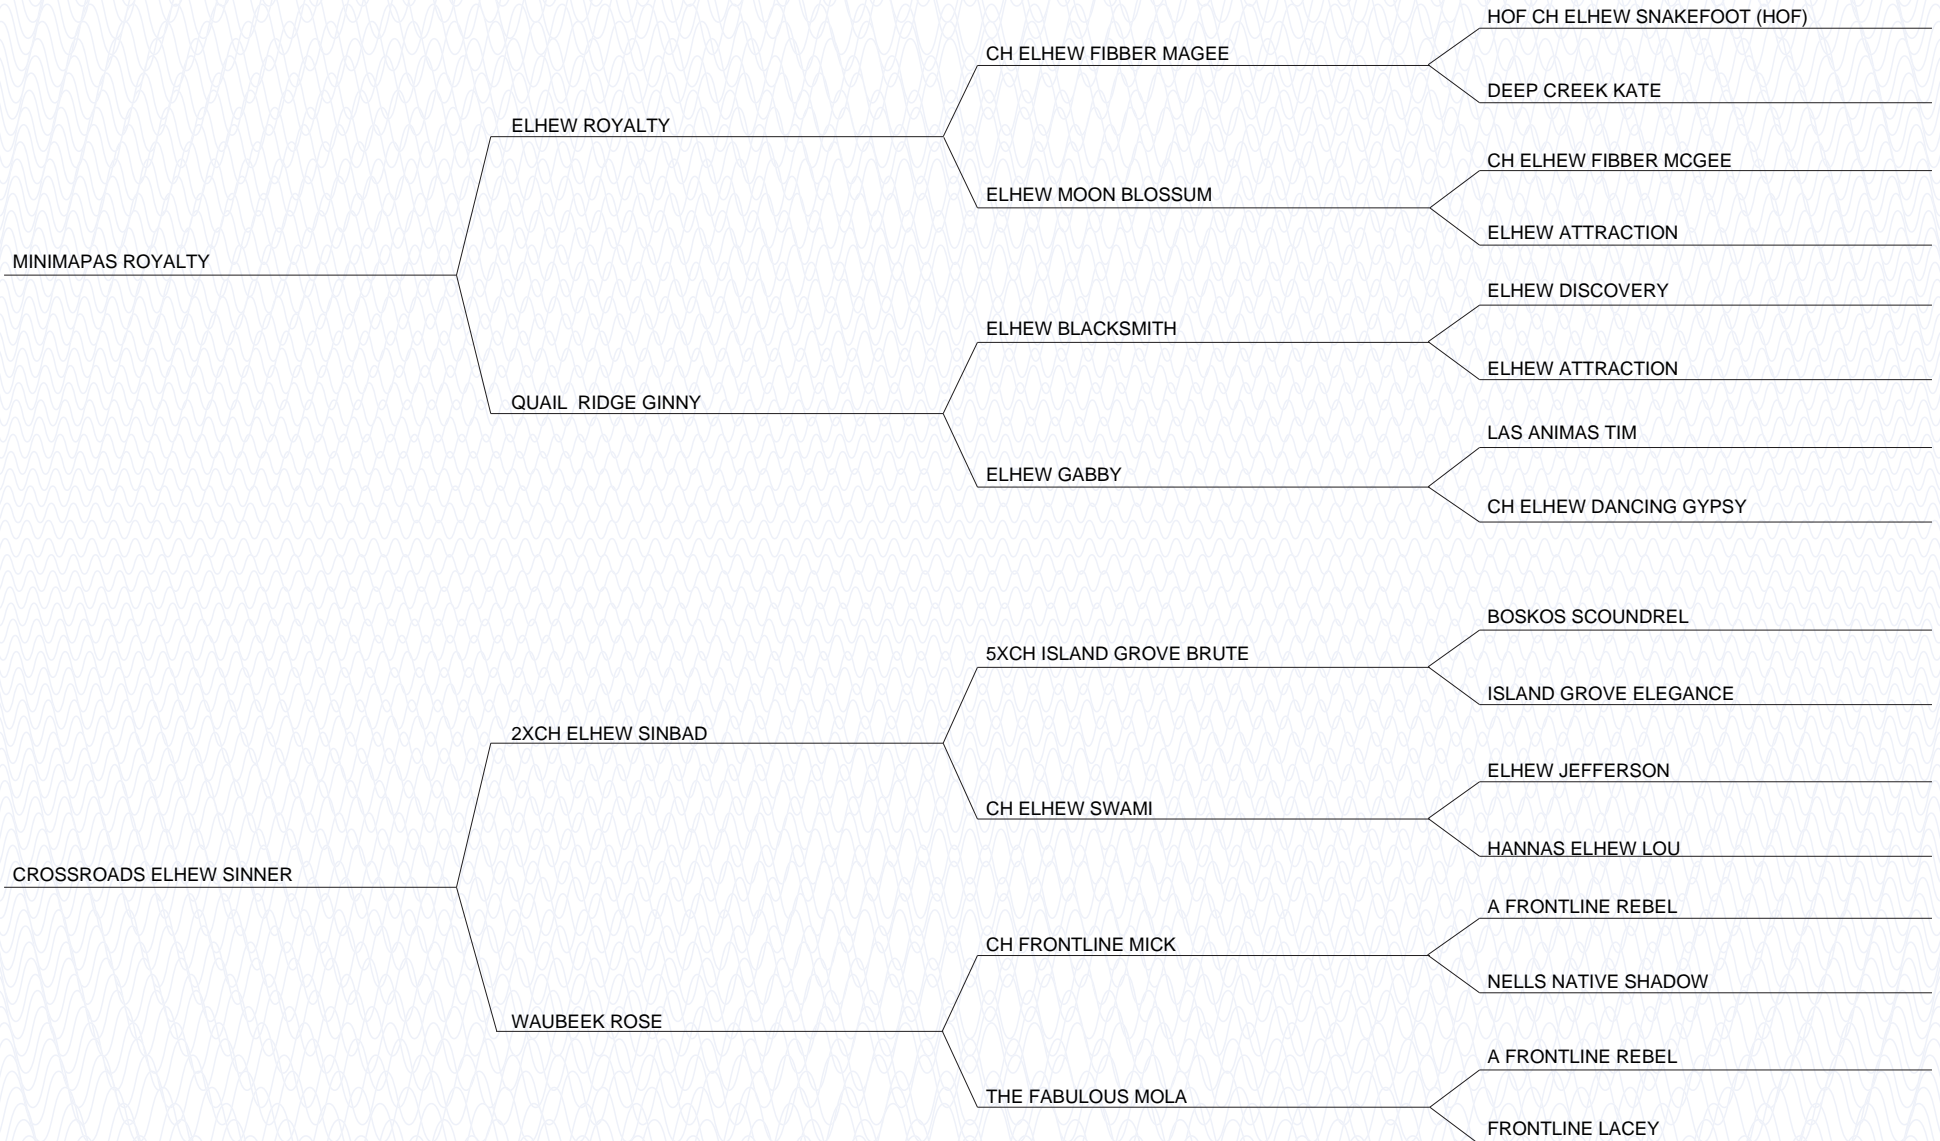 HOF CH ELHEW SNAKEFOOT (HOF)
CH ELHEW FIBBER MAGEE
DEEP CREEK KATE
ELHEW ROYALTY
CH ELHEW FIBBER MCGEE
ELHEW MOON BLOSSUM
ELHEW ATTRACTION
MINIMAPAS ROYALTY
ELHEW DISCOVERY
ELHEW BLACKSMITH
ELHEW ATTRACTION
QUAIL  RIDGE GINNY
LAS ANIMAS TIM
ELHEW GABBY
CH ELHEW DANCING GYPSY
BOSKOS SCOUNDREL
5XCH ISLAND GROVE BRUTE
ISLAND GROVE ELEGANCE
2XCH ELHEW SINBAD
ELHEW JEFFERSON
CH ELHEW SWAMI
HANNAS ELHEW LOU
CROSSROADS ELHEW SINNER
A FRONTLINE REBEL
CH FRONTLINE MICK
NELLS NATIVE SHADOW
WAUBEEK ROSE
A FRONTLINE REBEL
THE FABULOUS MOLA
FRONTLINE LACEY